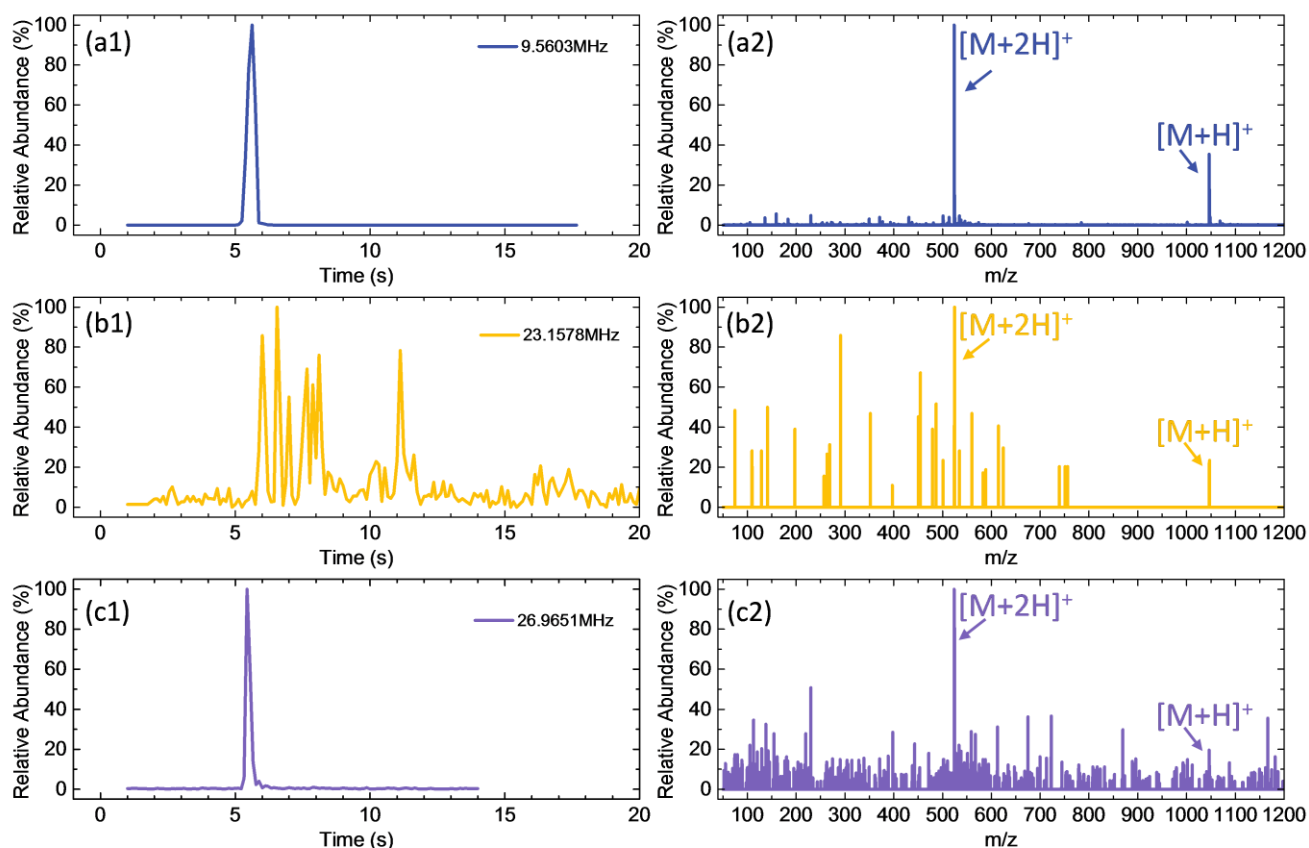 (a1)
9.5603MHz
Relative Abundance (%)
100
80
60
40
20
0
0 5 10 15 20
Time (s)
(a2)
[M+2H]⁺
[M+H]⁺
Relative Abundance (%)
100
80
60
40
20
0
100 200 300 400 500 600 700 800 900 1000 1100 1200
m/z
(b1)
23.1578MHz
Relative Abundance (%)
100
80
60
40
20
0
0 5 10 15 20
Time (s)
(b2)
[M+2H]⁺
[M+H]⁺
Relative Abundance (%)
100
80
60
40
20
0
100 200 300 400 500 600 700 800 900 1000 1100 1200
m/z
(c1)
26.9651MHz
Relative Abundance (%)
100
80
60
40
20
0
0 5 10 15 20
Time (s)
(c2)
[M+2H]⁺
[M+H]⁺
Relative Abundance (%)
100
80
60
40
20
0
100 200 300 400 500 600 700 800 900 1000 1100 1200
m/z